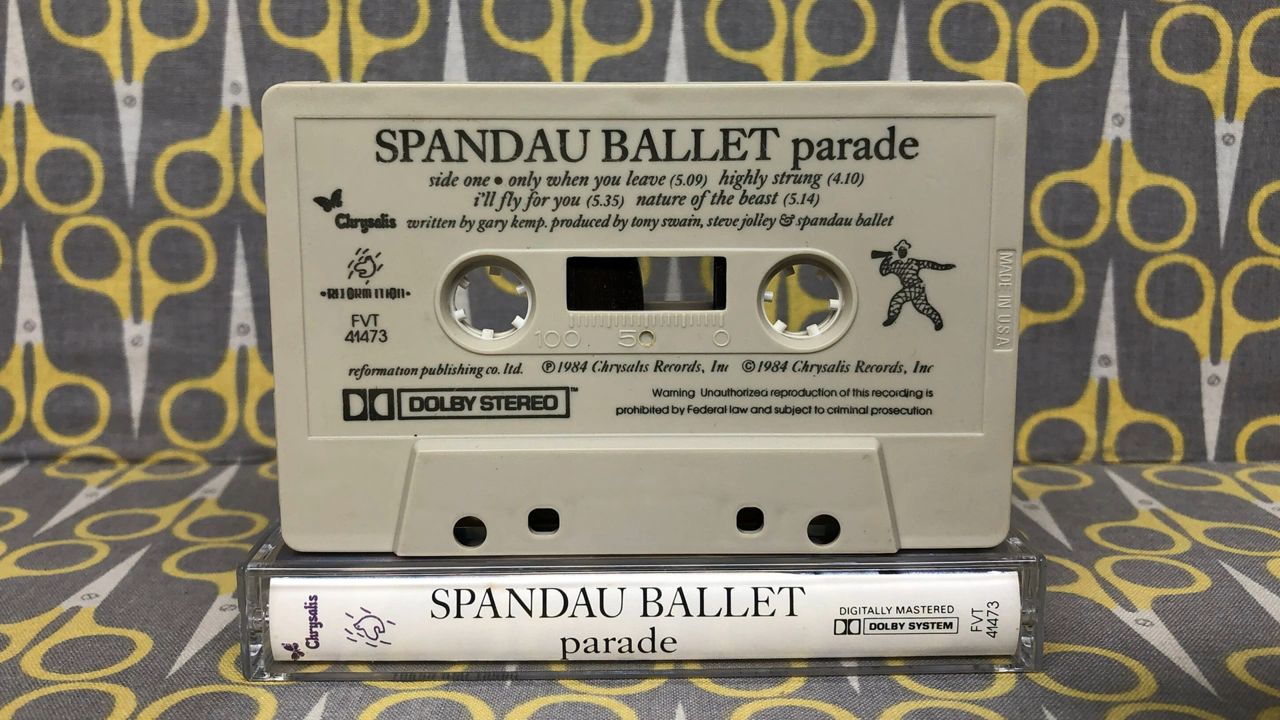 SPANDAU BALLET parade
side one • only when you leave (5.09) highly strung (4.10)
i'll fly for you (5.35) nature of the beast (5.14)
Chrysalis
written by gary kemp. produced by tony swain, steve jolley & spandau ballet
•REFORMATION•
FVT
41473
100. 50 0
MADE IN USA
reformation publishing co. ltd. ℗1984 Chrysalis Records, Inc ©1984 Chrysalis Records, Inc
DOLBY STEREO™
Warning Unauthorized reproduction of this recording is
prohibited by Federal law and subject to criminal prosecution
Chrysalis
SPANDAU BALLET
parade
DIGITALLY MASTERED
DOLBY SYSTEM
FVT
41473